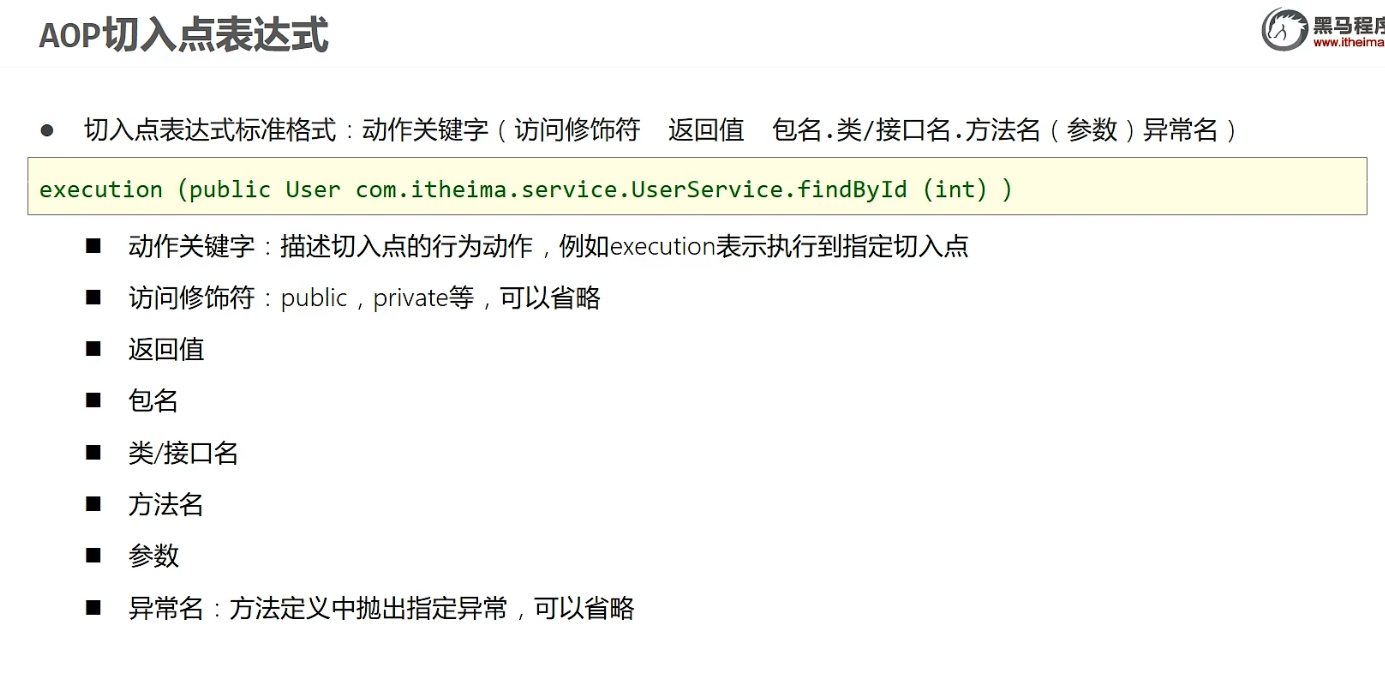 AOP切入点表达式
黑马程序
www.itheima
● 切入点表达式标准格式：动作关键字（访问修饰符 返回值 包名.类/接口名.方法名（参数）异常名）
execution (public User com.itheima.service.UserService.findById (int) )
■ 动作关键字：描述切入点的行为动作，例如execution表示执行到指定切入点
■ 访问修饰符：public，private等，可以省略
■ 返回值
■ 包名
■ 类/接口名
■ 方法名
■ 参数
■ 异常名：方法定义中抛出指定异常，可以省略